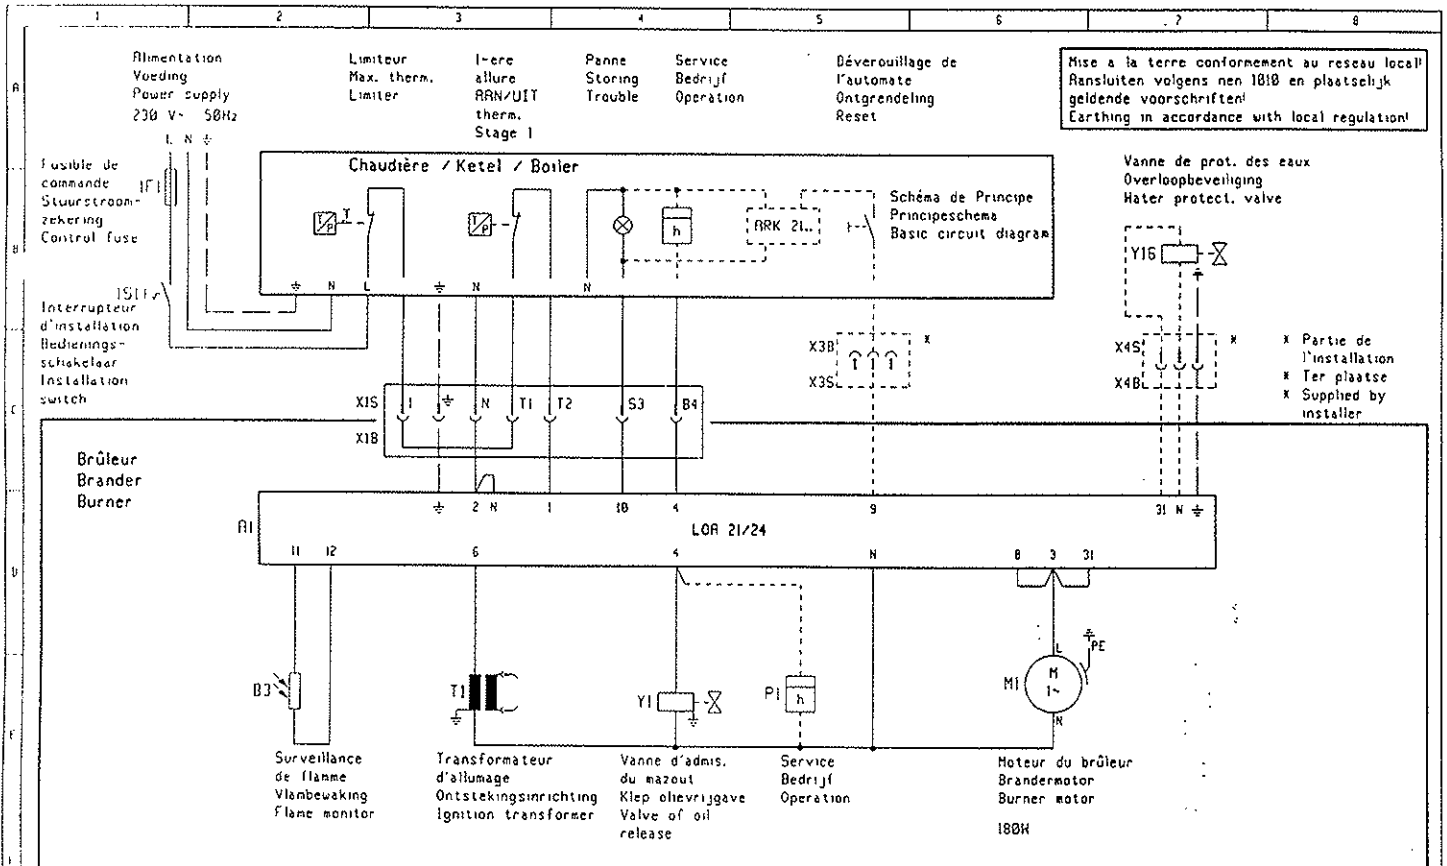 1 2 3 4 5 6 7 8
A
B
C
D
Alimentation
Voeding
Power supply
230 V~ 50Hz
L N
Limiteur
Max. therm.
Limiter
I-ere
allure
AAN/UIT
therm.
Stage 1
Panne
Storing
Trouble
Service
Bedrijf
Operation
Déverouillage de
l'automate
Ontgrendeling
Reset
Mise a la terre conformement au reseau local!
Aansluiten volgens nen 1010 en plaatselijk
geldende voorschriften!
Earthing in accordance with local regulation!
Fusible de
commande
Stuurstroom-
zekering
Control fuse
1F1
1S1
Interrupteur
d'installation
Bedienings-
schakelaar
Installation
switch
Chaudière / Ketel / Boiler
T/P T
T/P
h
ARK 21..
Schéma de Principe
Principeschema
Basic circuit diagram
N L N N
Vanne de prot. des eaux
Overloopbeveiliging
Water protect. valve
Y16
X3B *
X3S
X4S *
X4B
* Partie de
l'installation
* Ter plaatse
* Supplied by
installer
X1S 1 N T1 T2 S3 B4
X1B
Brûleur
Brander
Burner
A1
2 N 1 10 4 9 31 N
LOA 21/24
11 12 6 4 N 8 3 31
B3
T1
Y1
P1 h
M1 M 1~ L N PE
Surveillance
de flamme
Vlambewaking
Flame monitor
Transformateur
d'allumage
Ontstekingsinrichting
Ignition transformer
Vanne d'admis.
du mazout
Klep olievrijgave
Valve of oil
release
Service
Bedrijf
Operation
Moteur du brûleur
Brandermotor
Burner motor
180W